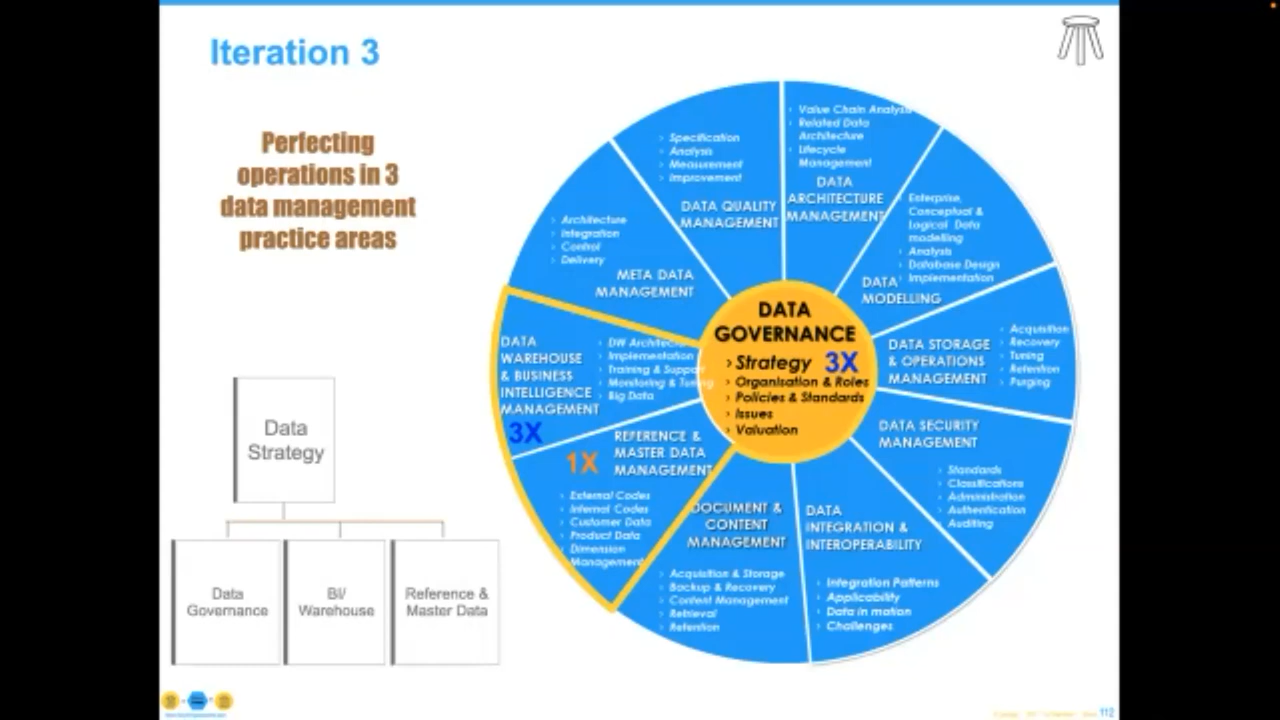 Iteration 3
Perfecting
operations in 3
data management
practice areas
Data
Strategy
Data
Governance
BI/
Warehouse
Reference &
Master Data
› Value Chain Analysis
› Related Data
Architecture
› Lifecycle
Management
DATA
ARCHITECTURE
MANAGEMENT
› Enterprise,
Conceptual &
Logical Data
modelling
› Analysis
› Database Design
› Implementation
DATA
MODELLING
› Acquisition
› Recovery
› Tuning
› Retention
› Purging
DATA STORAGE
& OPERATIONS
MANAGEMENT
DATA SECURITY
MANAGEMENT
› Standards
› Classifications
› Administration
› Authentication
› Auditing
DATA
INTEGRATION &
INTEROPERABILITY
› Integration Patterns
› Applicability
› Data in motion
› Challenges
DOCUMENT &
CONTENT
MANAGEMENT
› Acquisition & Storage
› Backup & Recovery
› Content Management
› Retrieval
› Retention
REFERENCE &
MASTER DATA
MANAGEMENT
1X
› External Codes
› Internal Codes
› Customer Data
› Product Data
› Dimension
Management
DATA
WAREHOUSE
& BUSINESS
INTELLIGENCE
MANAGEMENT
3X
› DW Architec
› Implementation
› Training & Support
› Monitoring & Tuning
› Big Data
› Architecture
› Integration
› Control
› Delivery
META DATA
MANAGEMENT
› Specification
› Analysis
› Measurement
› Improvement
DATA QUALITY
MANAGEMENT
DATA
GOVERNANCE
› Strategy 3X
› Organisation & Roles
› Policies & Standards
› Issues
› Valuation
112